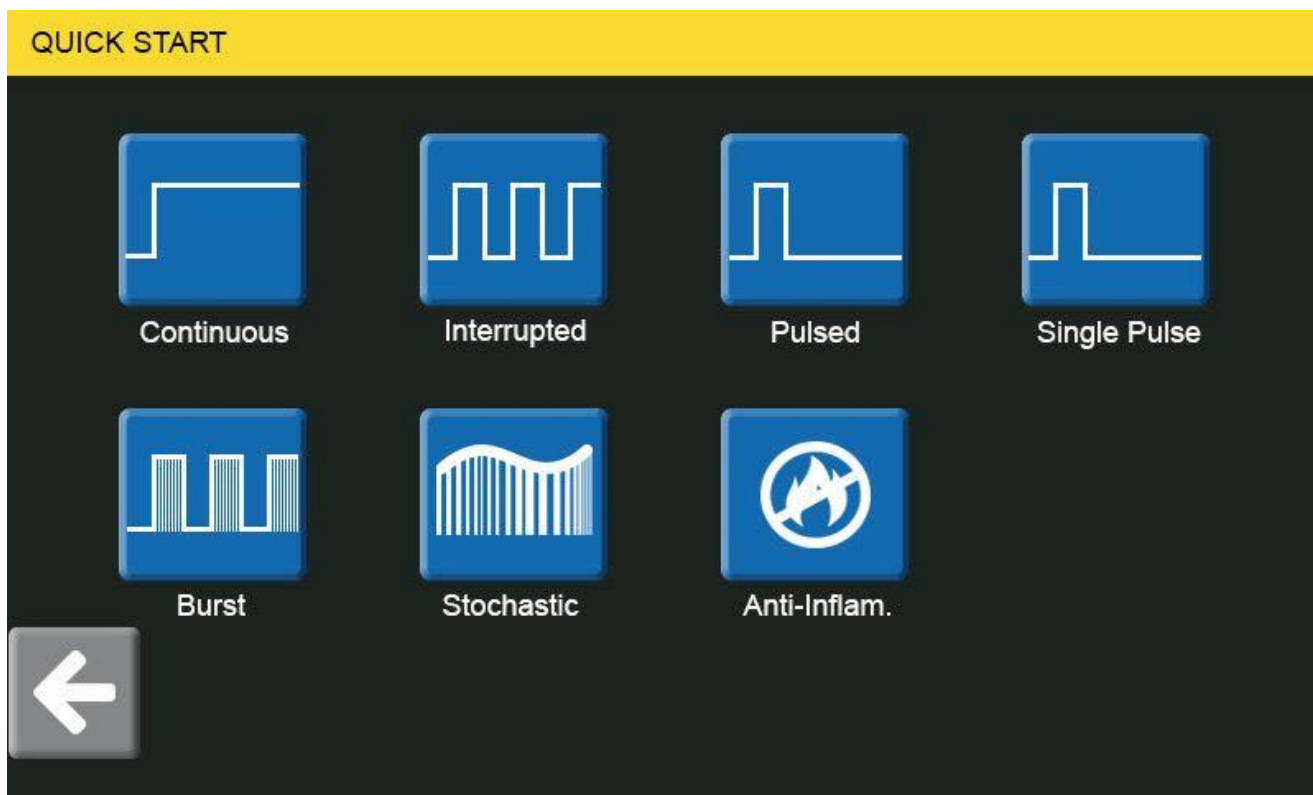 QUICK START
Continuous
Interrupted
Pulsed
Single Pulse
Burst
Stochastic
Anti-Inflam.